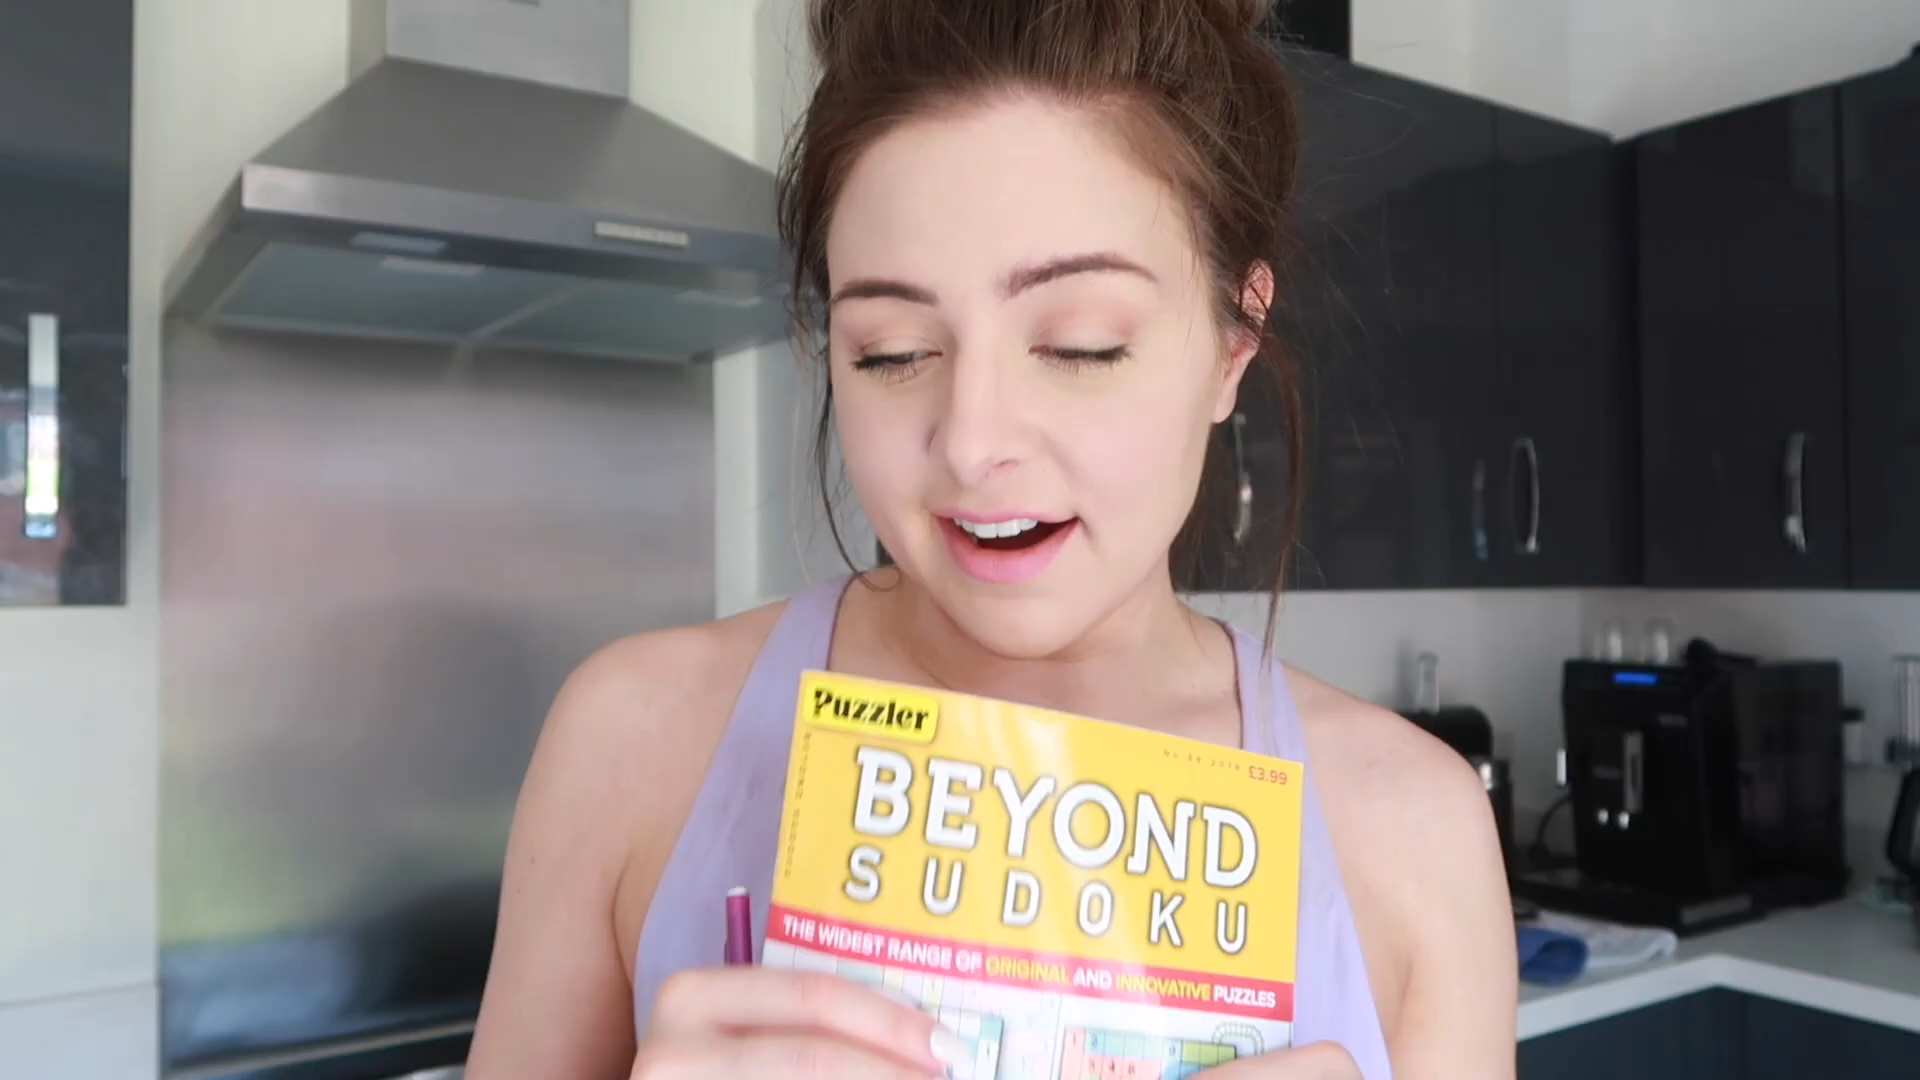 Puzzler
£3.99
BEYOND
SUDOKU
THE WIDEST RANGE OF ORIGINAL AND INNOVATIVE PUZZLES